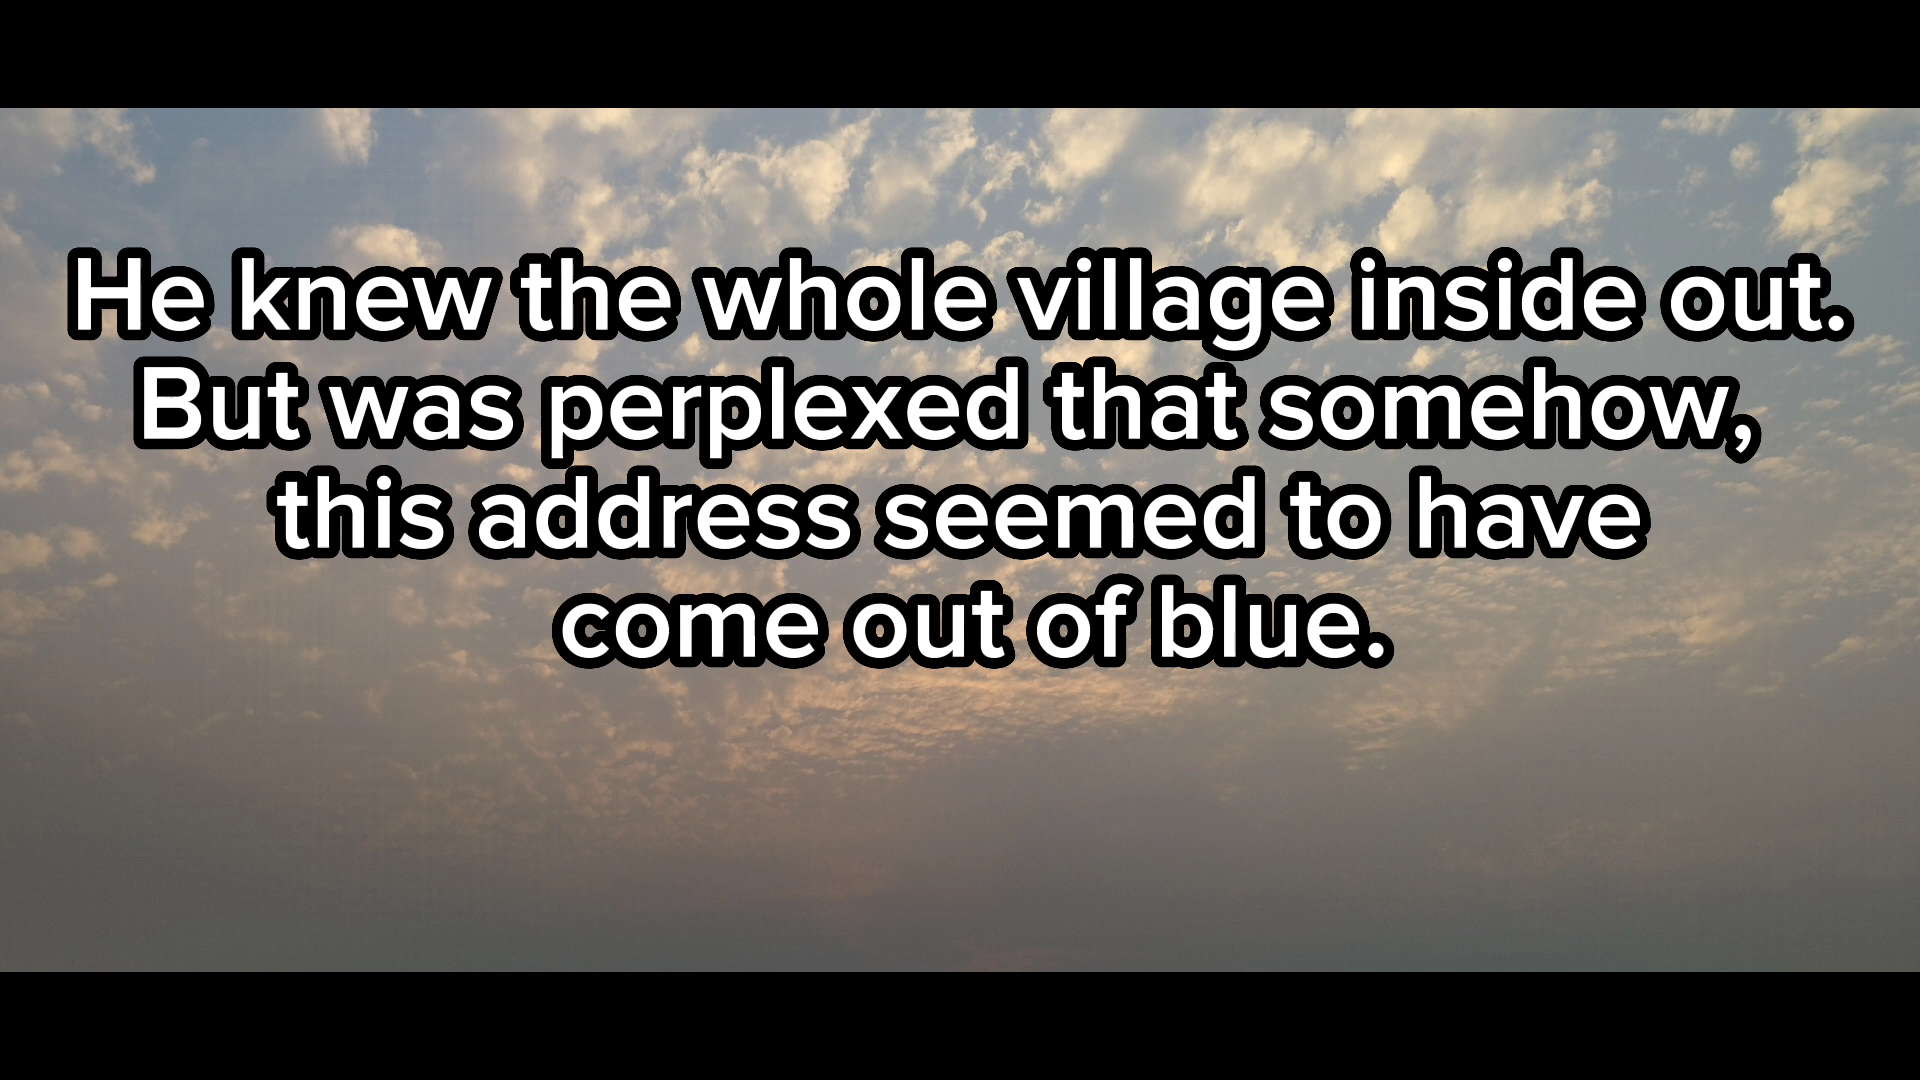 He knew the whole village inside out.
But was perplexed that somehow,
this address seemed to have
come out of blue.